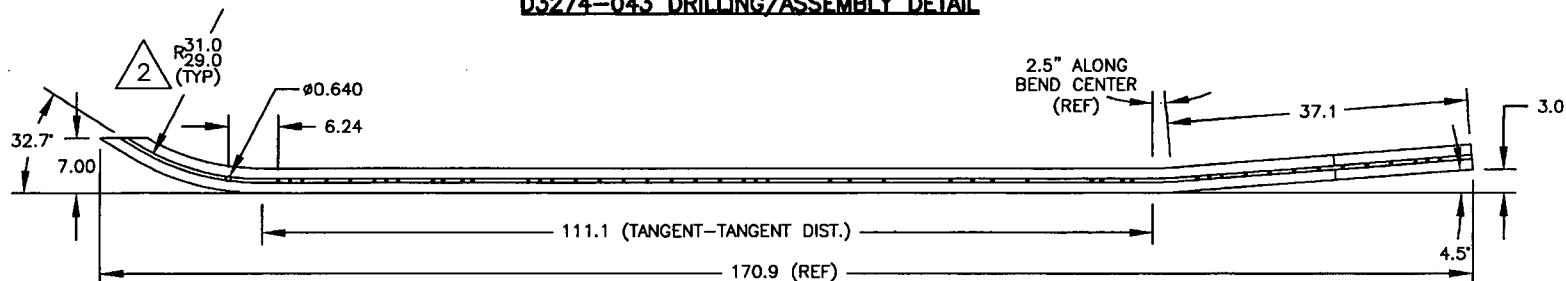 D3274-043 DRILLING/ASSEMBLY DETAIL
2
R31.0
29.0
(TYP)
ø0.640
6.24
32.7°
7.00
2.5" ALONG
BEND CENTER
(REF)
37.1
3.0
111.1 (TANGENT-TANGENT DIST.)
4.5°
170.9 (REF)